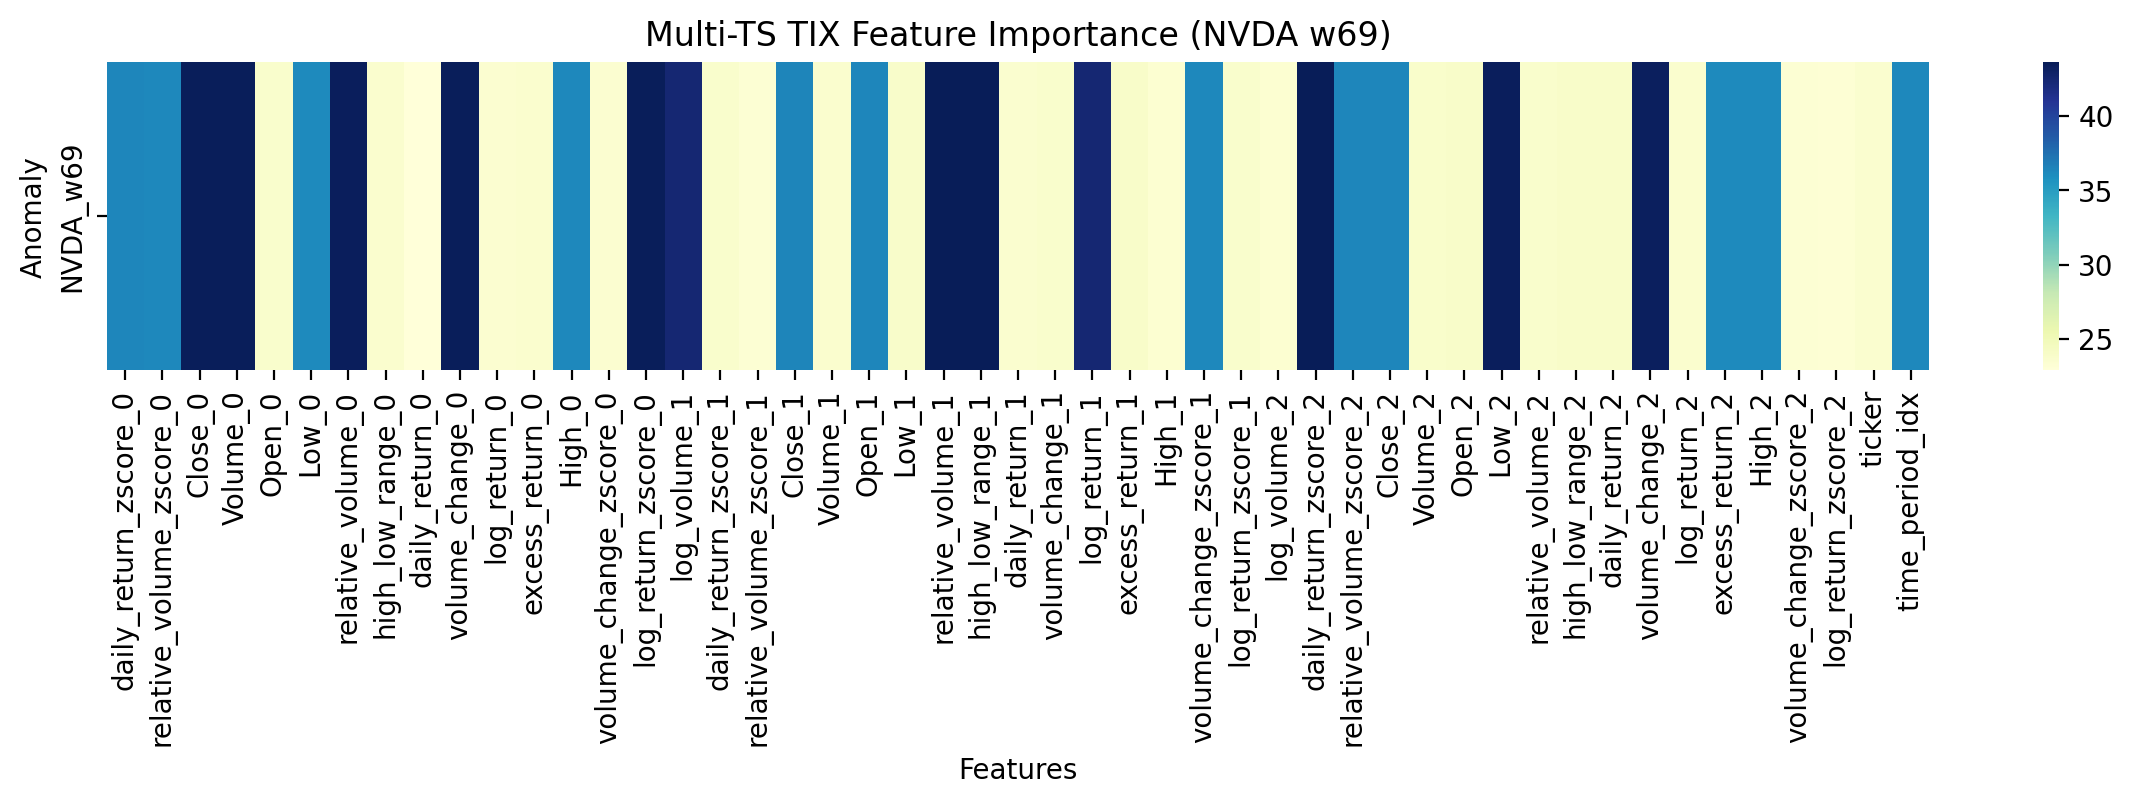 Multi-TS TIX Feature Importance (NVDA w69)
Anomaly
NVDA_w69
40
35
30
25
daily_return_zscore_0
relative_volume_zscore_0
Close_0
Volume_0
Open_0
Low_0
relative_volume_0
high_low_range_0
daily_return_0
volume_change_0
log_return_0
excess_return_0
High_0
volume_change_zscore_0
log_return_zscore_0
log_volume_1
daily_return_zscore_1
relative_volume_zscore_1
Close_1
Volume_1
Open_1
Low_1
relative_volume_1
high_low_range_1
daily_return_1
volume_change_1
log_return_1
excess_return_1
High_1
volume_change_zscore_1
log_return_zscore_1
log_volume_2
daily_return_zscore_2
relative_volume_zscore_2
Close_2
Volume_2
Open_2
Low_2
relative_volume_2
high_low_range_2
daily_return_2
volume_change_2
log_return_2
excess_return_2
High_2
volume_change_zscore_2
log_return_zscore_2
ticker
time_period_idx
Features